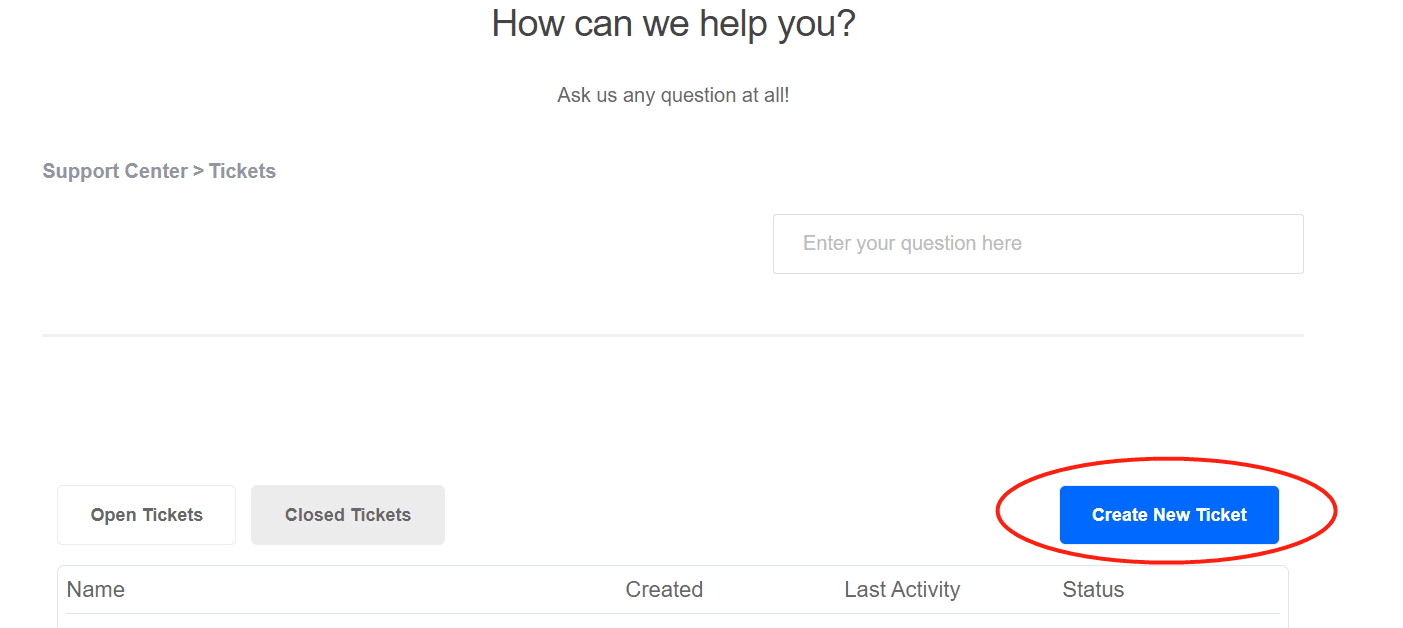 How can we help you?
Ask us any question at all!
Support Center > Tickets
Enter your question here
Open Tickets Closed Tickets Create New Ticket
Name Created Last Activity Status